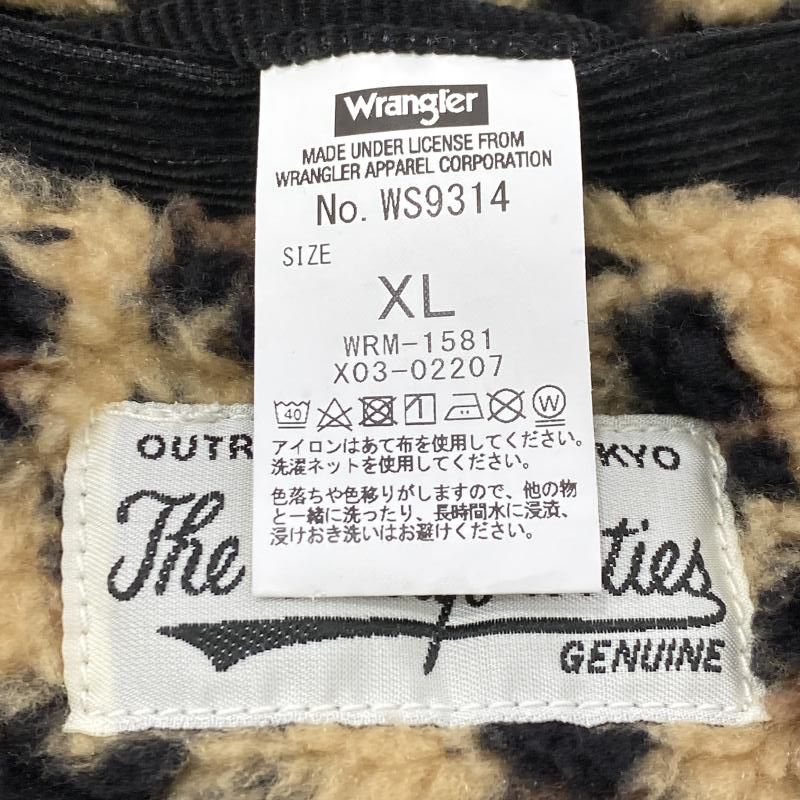 Wrangler
MADE UNDER LICENSE FROM
WRANGLER APPAREL CORPORATION
No. WS9314
SIZE
XL
WRM-1581
X03-02207
40 W
アイロンはあて布を使用してください。
洗濯ネットを使用してください。
色落ちや色移りがしますので、他の物
と一緒に洗ったり、長時間水に浸漬、
浸けおき洗いはお避けください。
The
GENUINE